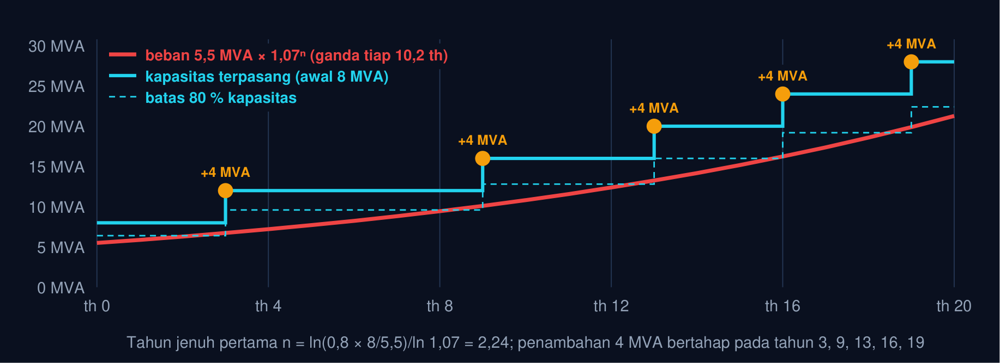 +4 MVA
30 MVA
beban 5,5 MVA × 1,07ⁿ (ganda tiap 10,2 th)
kapasitas terpasang (awal 8 MVA)
+4 MVA
25 MVA
batas 80 % kapasitas
+4 MVA
20 MVA
+4 MVA
15 MVA
+4 MVA
10 MVA
5 MVA
0 MVA
th 0
th 4
th 8
th 12
th 16
th 20
Tahun jenuh pertama n = ln(0,8 × 8/5,5)/ln 1,07 = 2,24; penambahan 4 MVA bertahap pada tahun 3, 9, 13, 16, 19